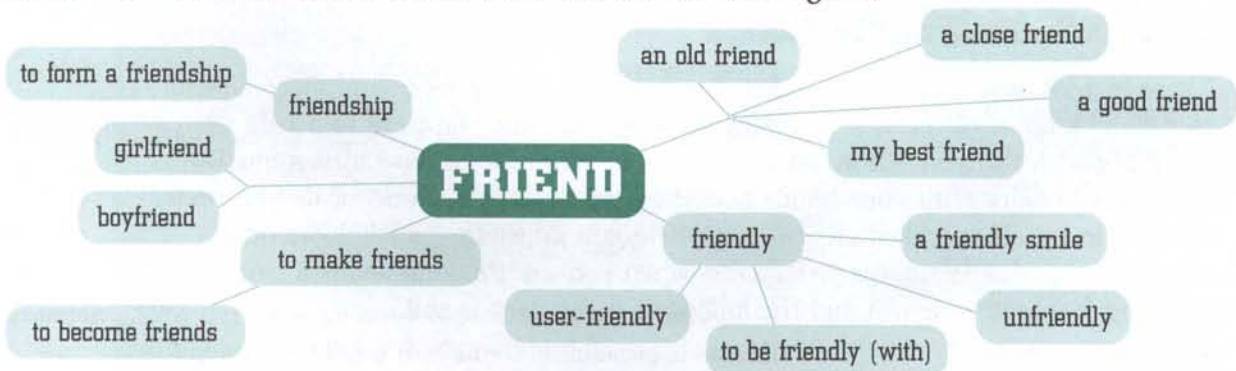 a close friend
an old friend
to form a friendship
a good friend
friendship
girlfriend
my best friend
FRIEND
boyfriend
friendly
a friendly smile
to make friends
user-friendly
unfriendly
to become friends
to be friendly (with)